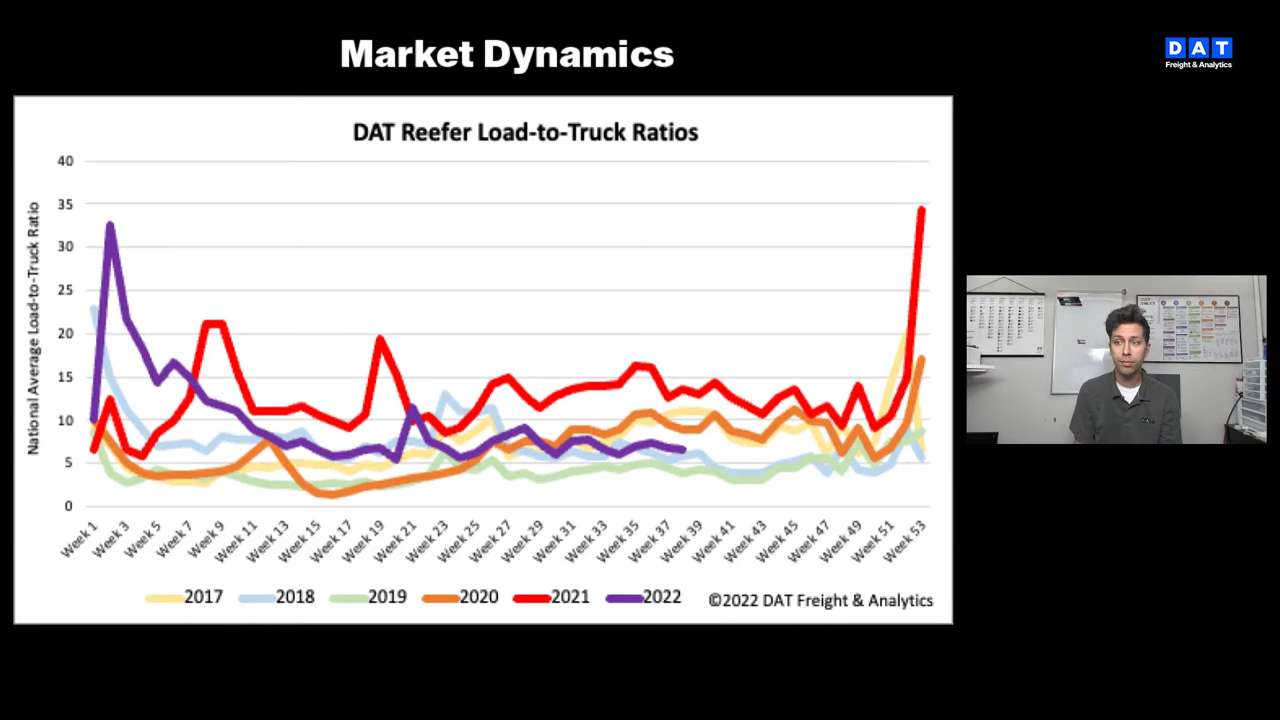 Market Dynamics
DAT
Freight & Analytics
DAT Reefer Load-to-Truck Ratios
National Average Load-to-Truck Ratio
40
35
30
25
20
15
10
5
0
Week 1
Week 3
Week 5
Week 7
Week 9
Week 11
Week 13
Week 15
Week 17
Week 19
Week 21
Week 23
Week 25
Week 27
Week 29
Week 31
Week 33
Week 35
Week 37
Week 39
Week 41
Week 43
Week 45
Week 47
Week 49
Week 51
Week 53
2017 2018 2019 2020 2021 2022 ©2022 DAT Freight & Analytics